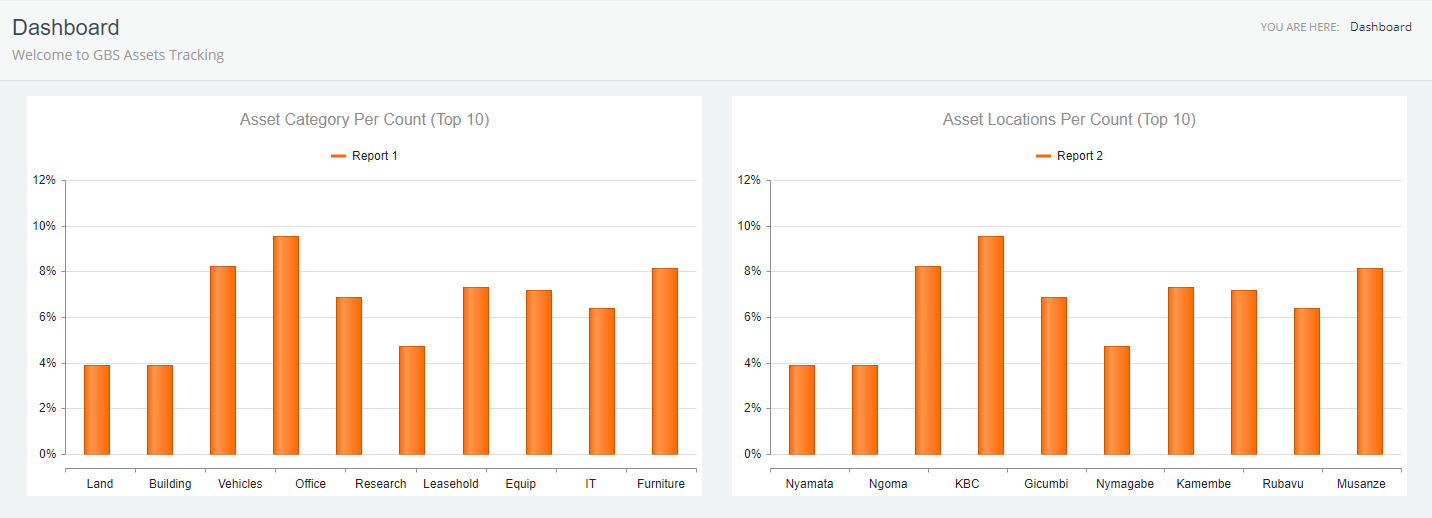 Dashboard
Welcome to GBS Assets Tracking
YOU ARE HERE: Dashboard
Asset Category Per Count (Top 10)
Report 1
12%
10%
8%
6%
4%
2%
0%
Land Building Vehicles Office Research Leasehold Equip IT Furniture
Asset Locations Per Count (Top 10)
Report 2
12%
10%
8%
6%
4%
2%
0%
Nyamata Ngoma KBC Gicumbi Nymagabe Kamembe Rubavu Musanze